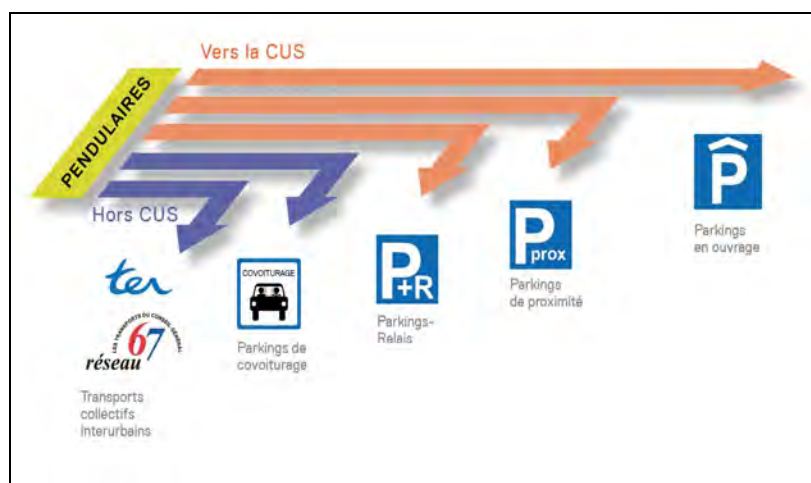 Vers la CUS
PENDULAIRES
Hors CUS
ter
LES TRANSPORTS DU CONSEIL GÉNÉRAL
réseau 67
Transports
collectifs
Interurbains
COVOITURAGE
Parkings de
covoiturage
P+R
Parkings-
Relais
P
prox
Parkings
de proximité
P
Parkings
en ouvrage